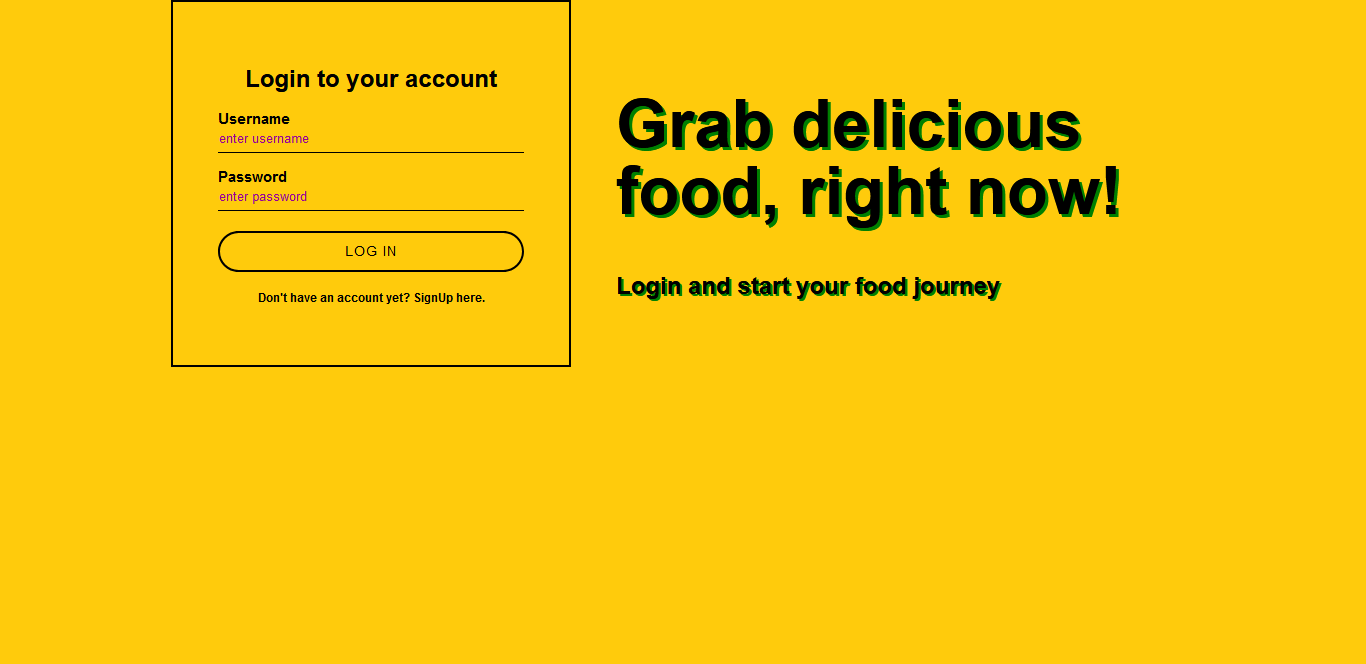 Login to your account
Username
enter username
Password
enter password
LOG IN
Don't have an account yet? SignUp here.
Grab delicious
food, right now!
Login and start your food journey